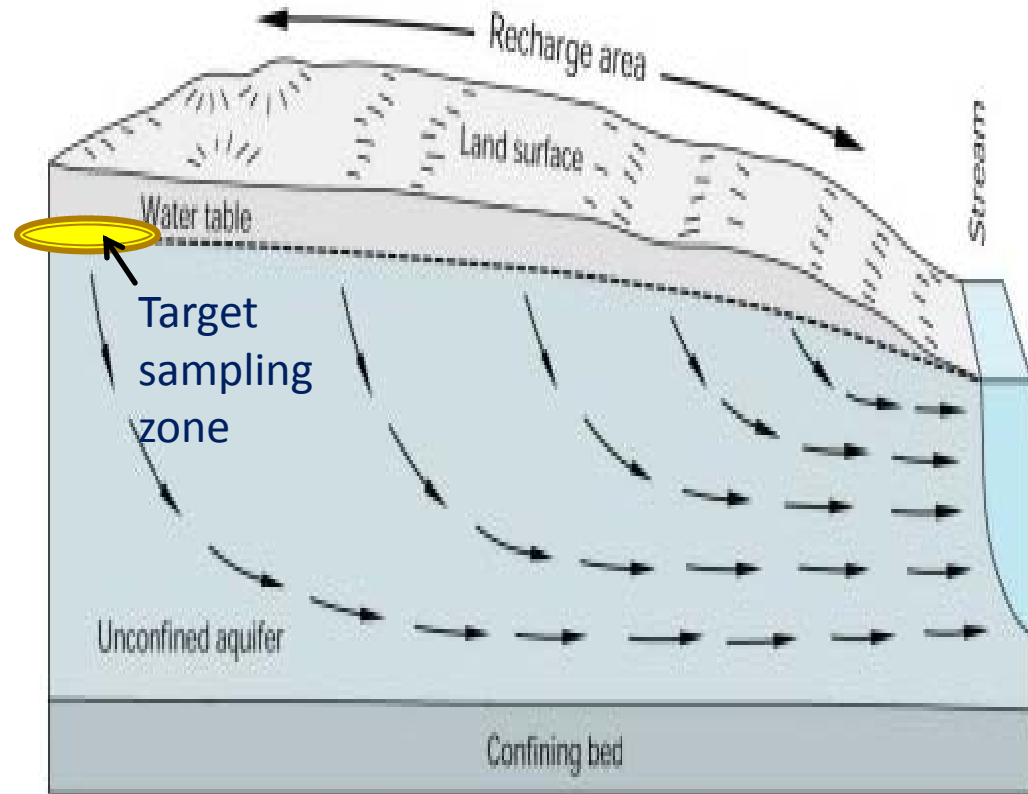 Recharge area
Land surface
Stream
Water table
Target
sampling
zone
Unconfined aquifer
Confining bed